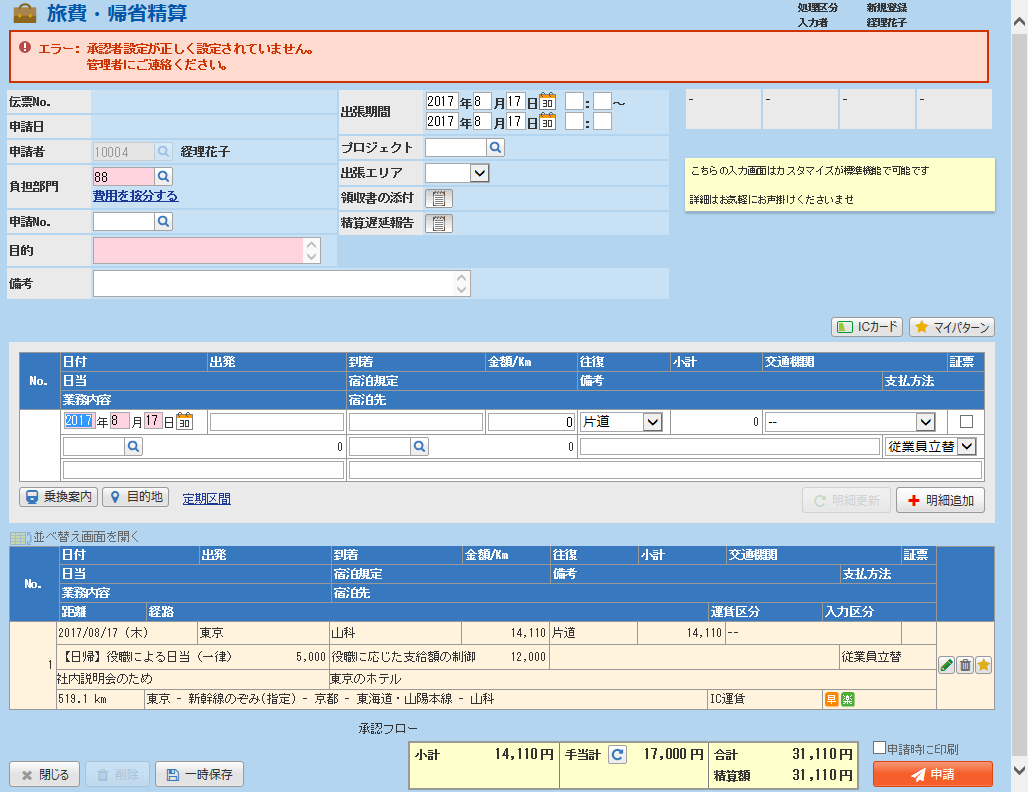 旅費・帰省精算
処理区分 新規登録
入力者 経理花子
エラー： 承認者設定が正しく設定されていません。
管理者にご連絡ください。
伝票No.
申請日
申請者 10004 経理花子
負担部門 88
費用を按分する
申請No.
目的
備考
出張期間 2017 年 8 月 17 日 30 : ～
2017 年 8 月 17 日 30 :
プロジェクト
出張エリア
領収書の添付
精算遅延報告
- - - -
こちらの入力画面はカスタマイズが標準機能で可能です
詳細はお気軽にお声掛けくださいませ
ICカード マイパターン
No. 日付 出発 到着 金額/Km 往復 小計 交通機関 証票
日当 宿泊規定 備考 支払方法
業務内容 宿泊先
2017 年 8 月 17 日 30 0 片道 0 --
0 0 従業員立替
乗換案内 目的地 定期区間 明細更新 明細追加
並べ替え画面を開く
No. 日付 出発 到着 金額/Km 往復 小計 交通機関 証票
日当 宿泊規定 備考 支払方法
業務内容 宿泊先
距離 経路 運賃区分 入力区分
2017/08/17（木） 東京 山科 14,110 片道 14,110 --
1 【日帰】役職による日当（一律） 5,000 役職に応じた支給額の制御 12,000 従業員立替
社内説明会のため 東京のホテル
519.1 km 東京 - 新幹線のぞみ(指定) - 京都 - 東海道・山陽本線 - 山科 IC運賃 早 楽
承認フロー
小計 14,110円 手当計 17,000円 合計 31,110円
精算額 31,110円
申請時に印刷
閉じる 削除 一時保存 申請